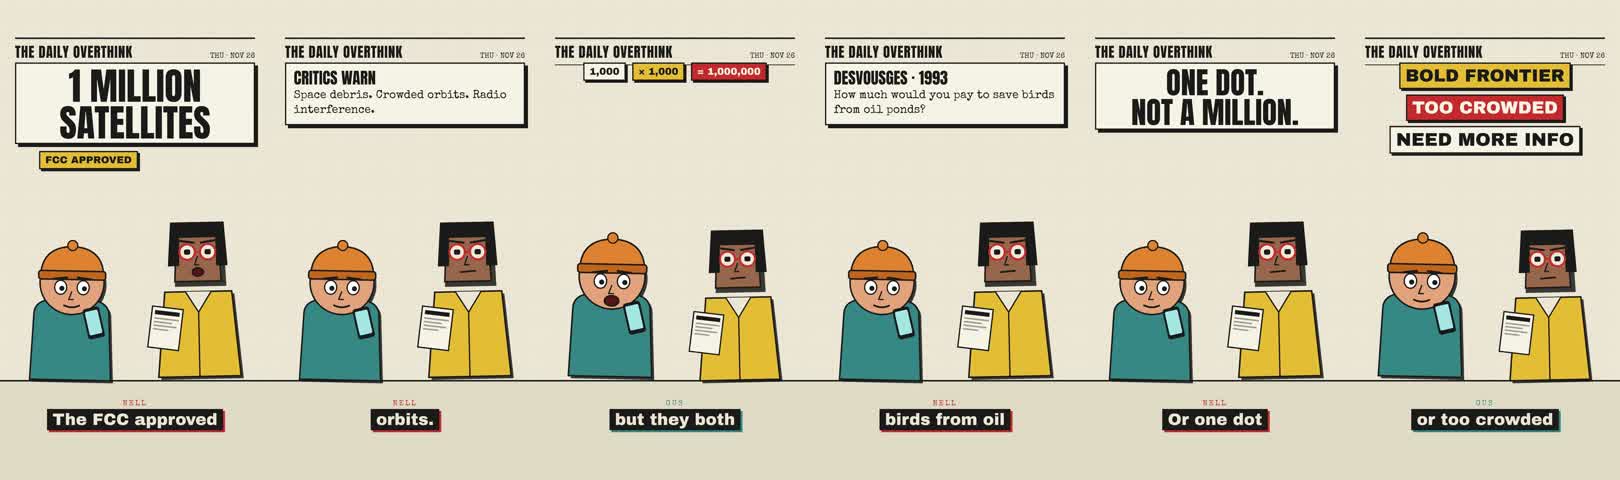 THE DAILY OVERTHINK
THU · NOV 26
1 MILLION
SATELLITES
FCC APPROVED
NELL
The FCC approved
THE DAILY OVERTHINK
THU · NOV 26
CRITICS WARN
Space debris. Crowded orbits. Radio
interference.
NELL
orbits.
THE DAILY OVERTHINK
THU · NOV 26
1,000
× 1,000
= 1,000,000
GUS
but they both
THE DAILY OVERTHINK
THU · NOV 26
DESVOUSGES · 1993
How much would you pay to save birds
from oil ponds?
NELL
birds from oil
THE DAILY OVERTHINK
THU · NOV 26
ONE DOT.
NOT A MILLION.
NELL
Or one dot
THE DAILY OVERTHINK
THU · NOV 26
BOLD FRONTIER
TOO CROWDED
NEED MORE INFO
GUS
or too crowded